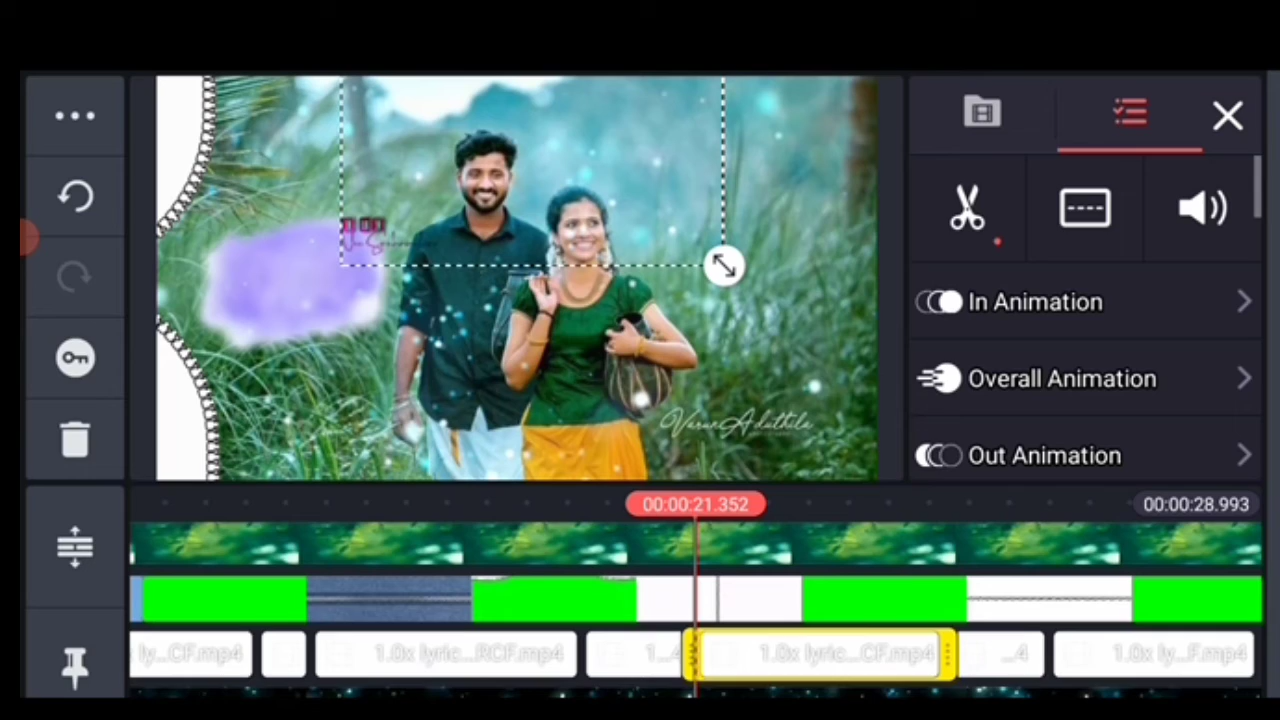 VarunAduthila
In Animation
Overall Animation
Out Animation
00:00:21.352
00:00:28.993
ly...CF.mp4
1.0x lyric...RCF.mp4
1...4
1.0x lyric...CF.mp4
...4
1.0x ly...F.mp4